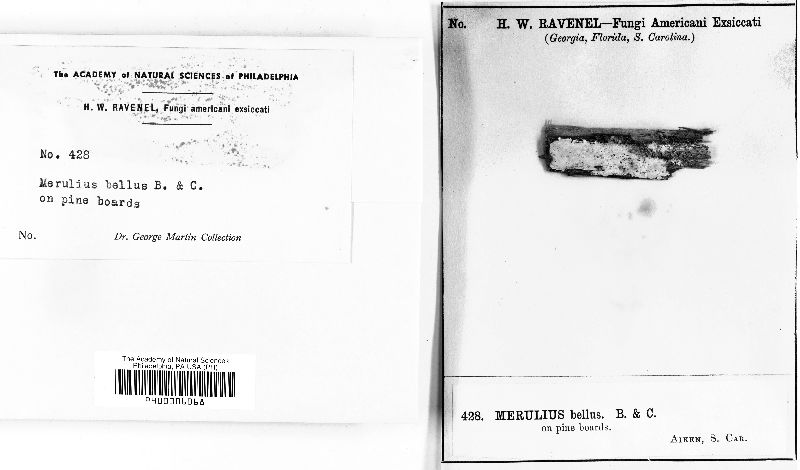 The ACADEMY of NATURAL SCIENCES of PHILADELPHIA
H. W. RAVENEL, Fungi americani exsiccati
No. 428
Merulius bellus B. & C.
on pine boards
No.
Dr. George Martin Collection
The Academy of Natural Sciences
Philadelphia, PA USA (PH)
No. H. W. RAVENEL—Fungi Americani Exsiccati
(Georgia, Florida, S. Carolina.)
428. MERULIUS bellus. B. & C.
on pine boards.
AIKEN, S. CAR.